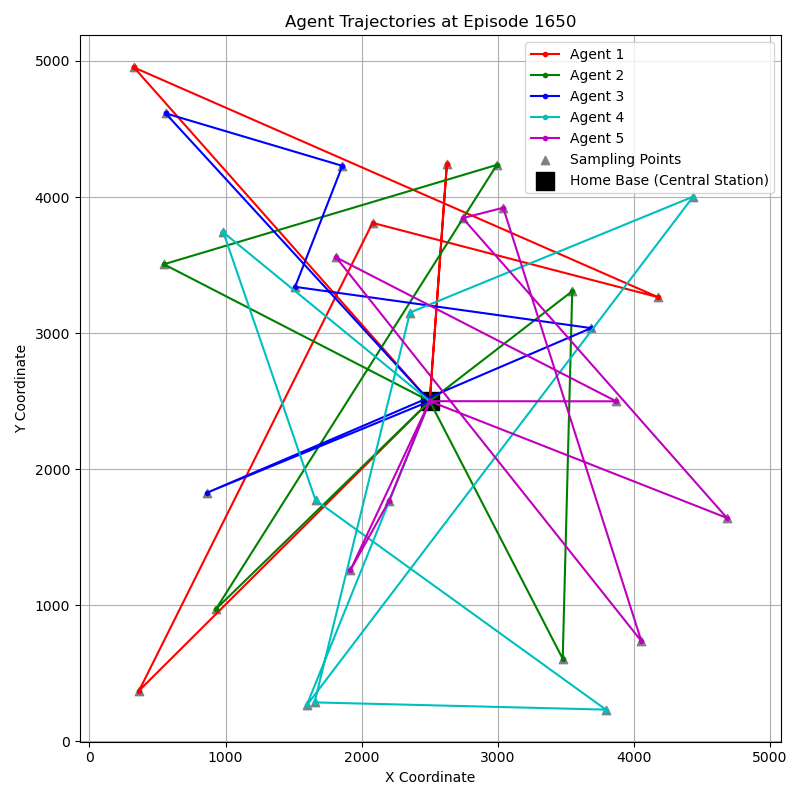 Agent Trajectories at Episode 1650
Agent 1
Agent 2
Agent 3
Agent 4
Agent 5
Sampling Points
Home Base (Central Station)
Y Coordinate
5000
4000
3000
2000
1000
0
0 1000 2000 3000 4000 5000
X Coordinate